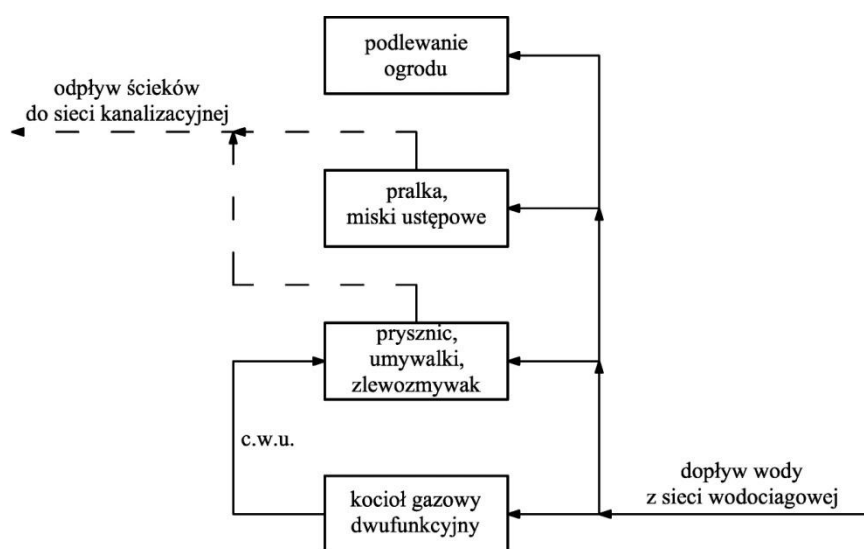 podlewanie
ogrodu
odpływ ścieków
do sieci kanalizacyjnej
pralka,
miski ustępowe
prysznic,
umywalki,
zlewozmywak
c.w.u.
dopływ wody
z sieci wodociagowej
kocioł gazowy
dwufunkcyjny